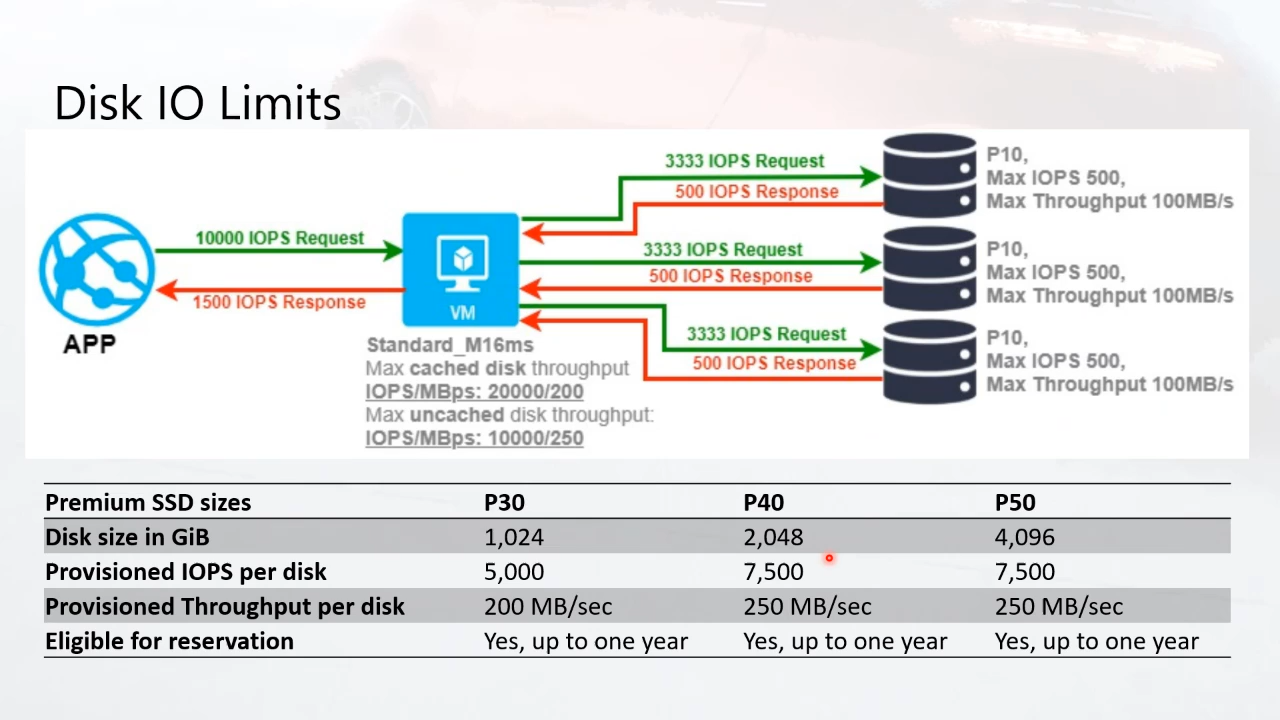 Disk IO Limits
3333 IOPS Request
500 IOPS Response
P10,
Max IOPS 500,
Max Throughput 100MB/s
10000 IOPS Request
1500 IOPS Response
APP
VM
3333 IOPS Request
500 IOPS Response
P10,
Max IOPS 500,
Max Throughput 100MB/s
3333 IOPS Request
500 IOPS Response
P10,
Max IOPS 500,
Max Throughput 100MB/s
Standard_M16ms
Max cached disk throughput
IOPS/MBps: 20000/200
Max uncached disk throughput:
IOPS/MBps: 10000/250
Premium SSD sizes P30 P40 P50
Disk size in GiB 1,024 2,048 4,096
Provisioned IOPS per disk 5,000 7,500 7,500
Provisioned Throughput per disk 200 MB/sec 250 MB/sec 250 MB/sec
Eligible for reservation Yes, up to one year Yes, up to one year Yes, up to one year